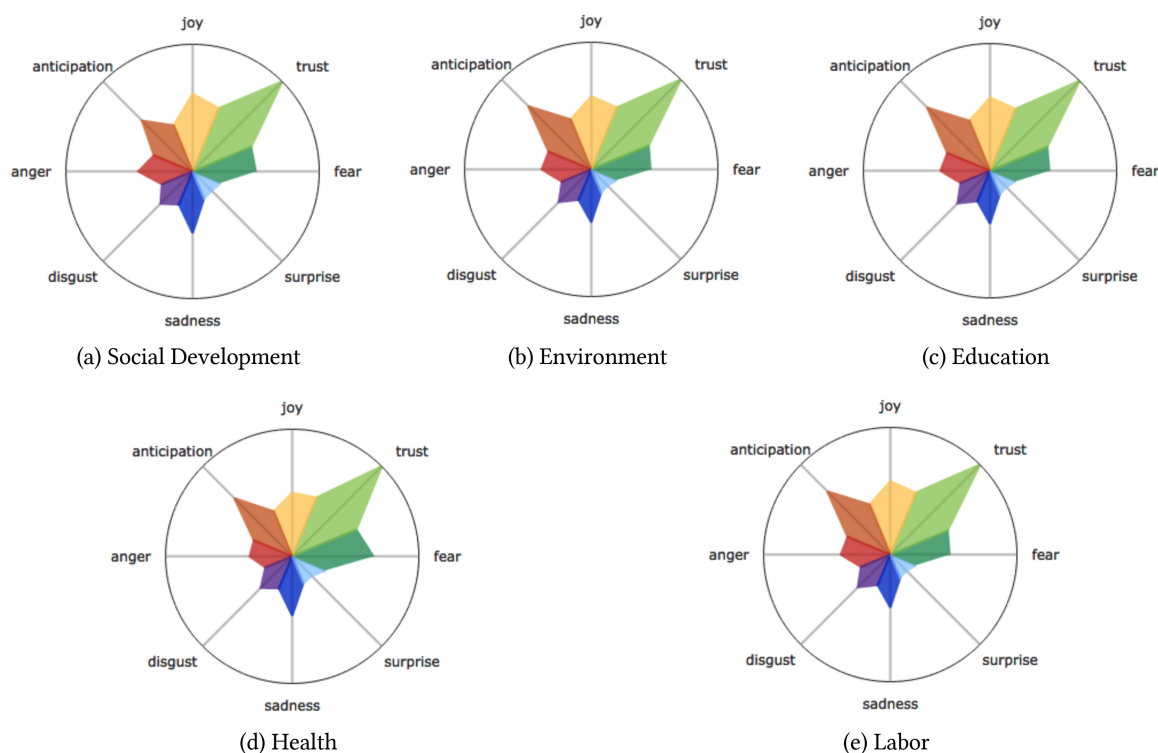 joy
anticipation trust
anger fear
disgust surprise
sadness
(a) Social Development
joy
anticipation trust
anger fear
disgust surprise
sadness
(b) Environment
joy
anticipation trust
anger fear
disgust surprise
sadness
(c) Education
joy
anticipation trust
anger fear
disgust surprise
sadness
(d) Health
joy
anticipation trust
anger fear
disgust surprise
sadness
(e) Labor